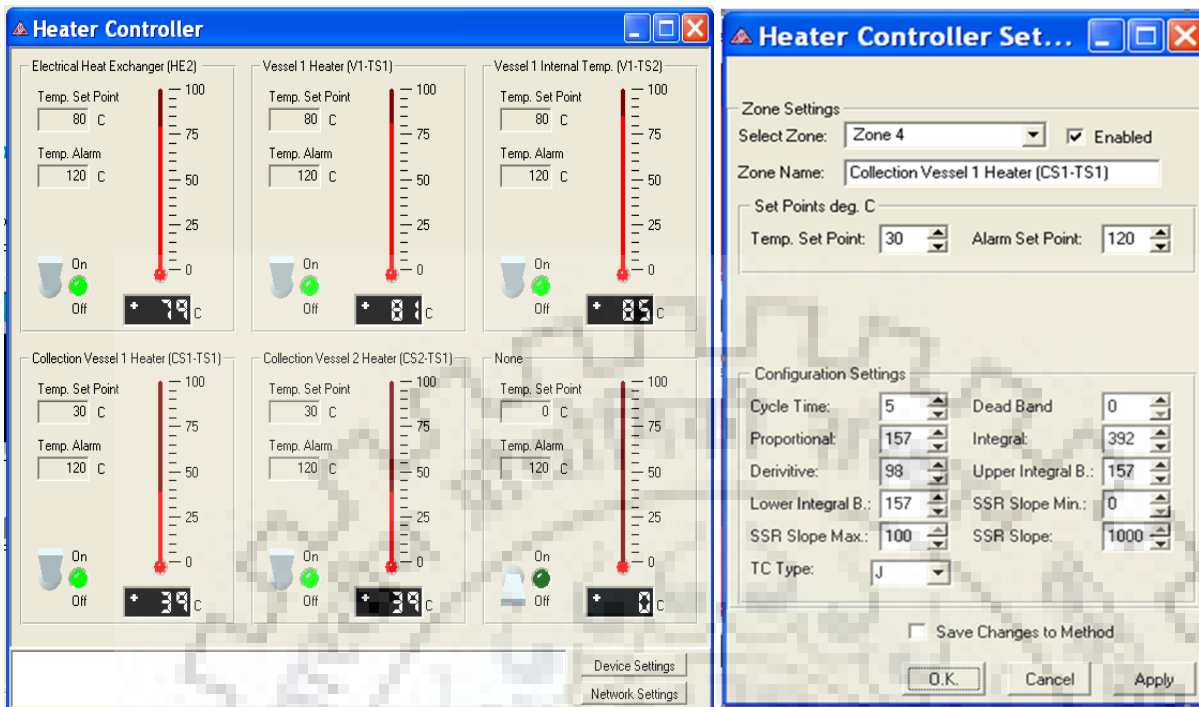 Heater Controller
Electrical Heat Exchanger (HE2)
Temp. Set Point
80 C
Temp. Alarm
120 C
100
75
50
25
0
On
Off
+ 79 C
Vessel 1 Heater (V1-TS1)
Temp. Set Point
80 C
Temp. Alarm
120 C
100
75
50
25
0
On
Off
+ 81 C
Vessel 1 Internal Temp. (V1-TS2)
Temp. Set Point
80 C
Temp. Alarm
120 C
100
75
50
25
0
On
Off
+ 85 C
Collection Vessel 1 Heater (CS1-TS1)
Temp. Set Point
30 C
Temp. Alarm
120 C
100
75
50
25
0
On
Off
+ 39 C
Collection Vessel 2 Heater (CS2-TS1)
Temp. Set Point
30 C
Temp. Alarm
120 C
100
75
50
25
0
On
Off
+ 39 C
None
Temp. Set Point
0 C
Temp. Alarm
120 C
100
75
50
25
0
On
Off
+ 0 C
Device Settings
Network Settings
Heater Controller Set...
Zone Settings
Select Zone: Zone 4 Enabled
Zone Name: Collection Vessel 1 Heater (CS1-TS1)
Set Points deg. C
Temp. Set Point: 30 Alarm Set Point: 120
Configuration Settings
Cycle Time: 5 Dead Band 0
Proportional: 157 Integral: 392
Derivitive: 98 Upper Integral B.: 157
Lower Integral B.: 157 SSR Slope Min.: 0
SSR Slope Max.: 100 SSR Slope: 1000
TC Type: J
Save Changes to Method
O.K. Cancel Apply